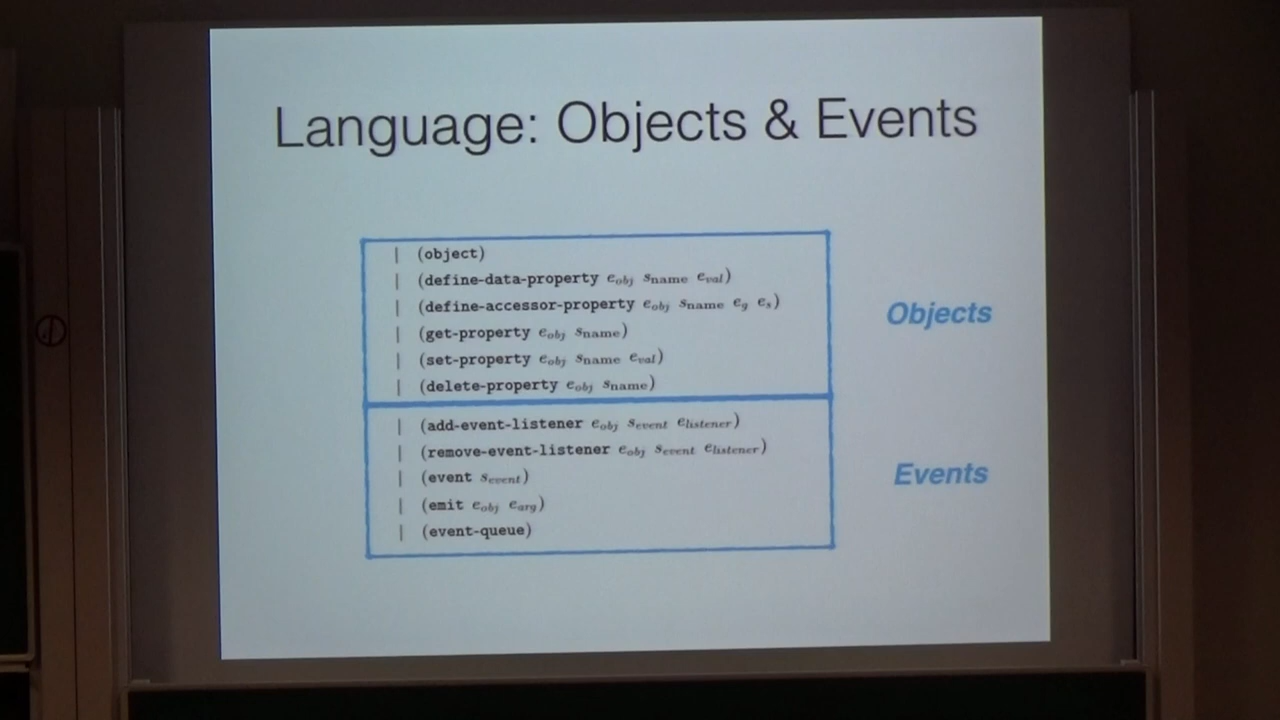 Language: Objects & Events
| (object)
| (define-data-property e_obj s_name e_val)
| (define-accessor-property e_obj s_name e_g e_s)
| (get-property e_obj s_name)
| (set-property e_obj s_name e_val)
| (delete-property e_obj s_name)
Objects
| (add-event-listener e_obj s_event e_listener)
| (remove-event-listener e_obj s_event e_listener)
| (event s_event)
| (emit e_obj e_arg)
| (event-queue)
Events